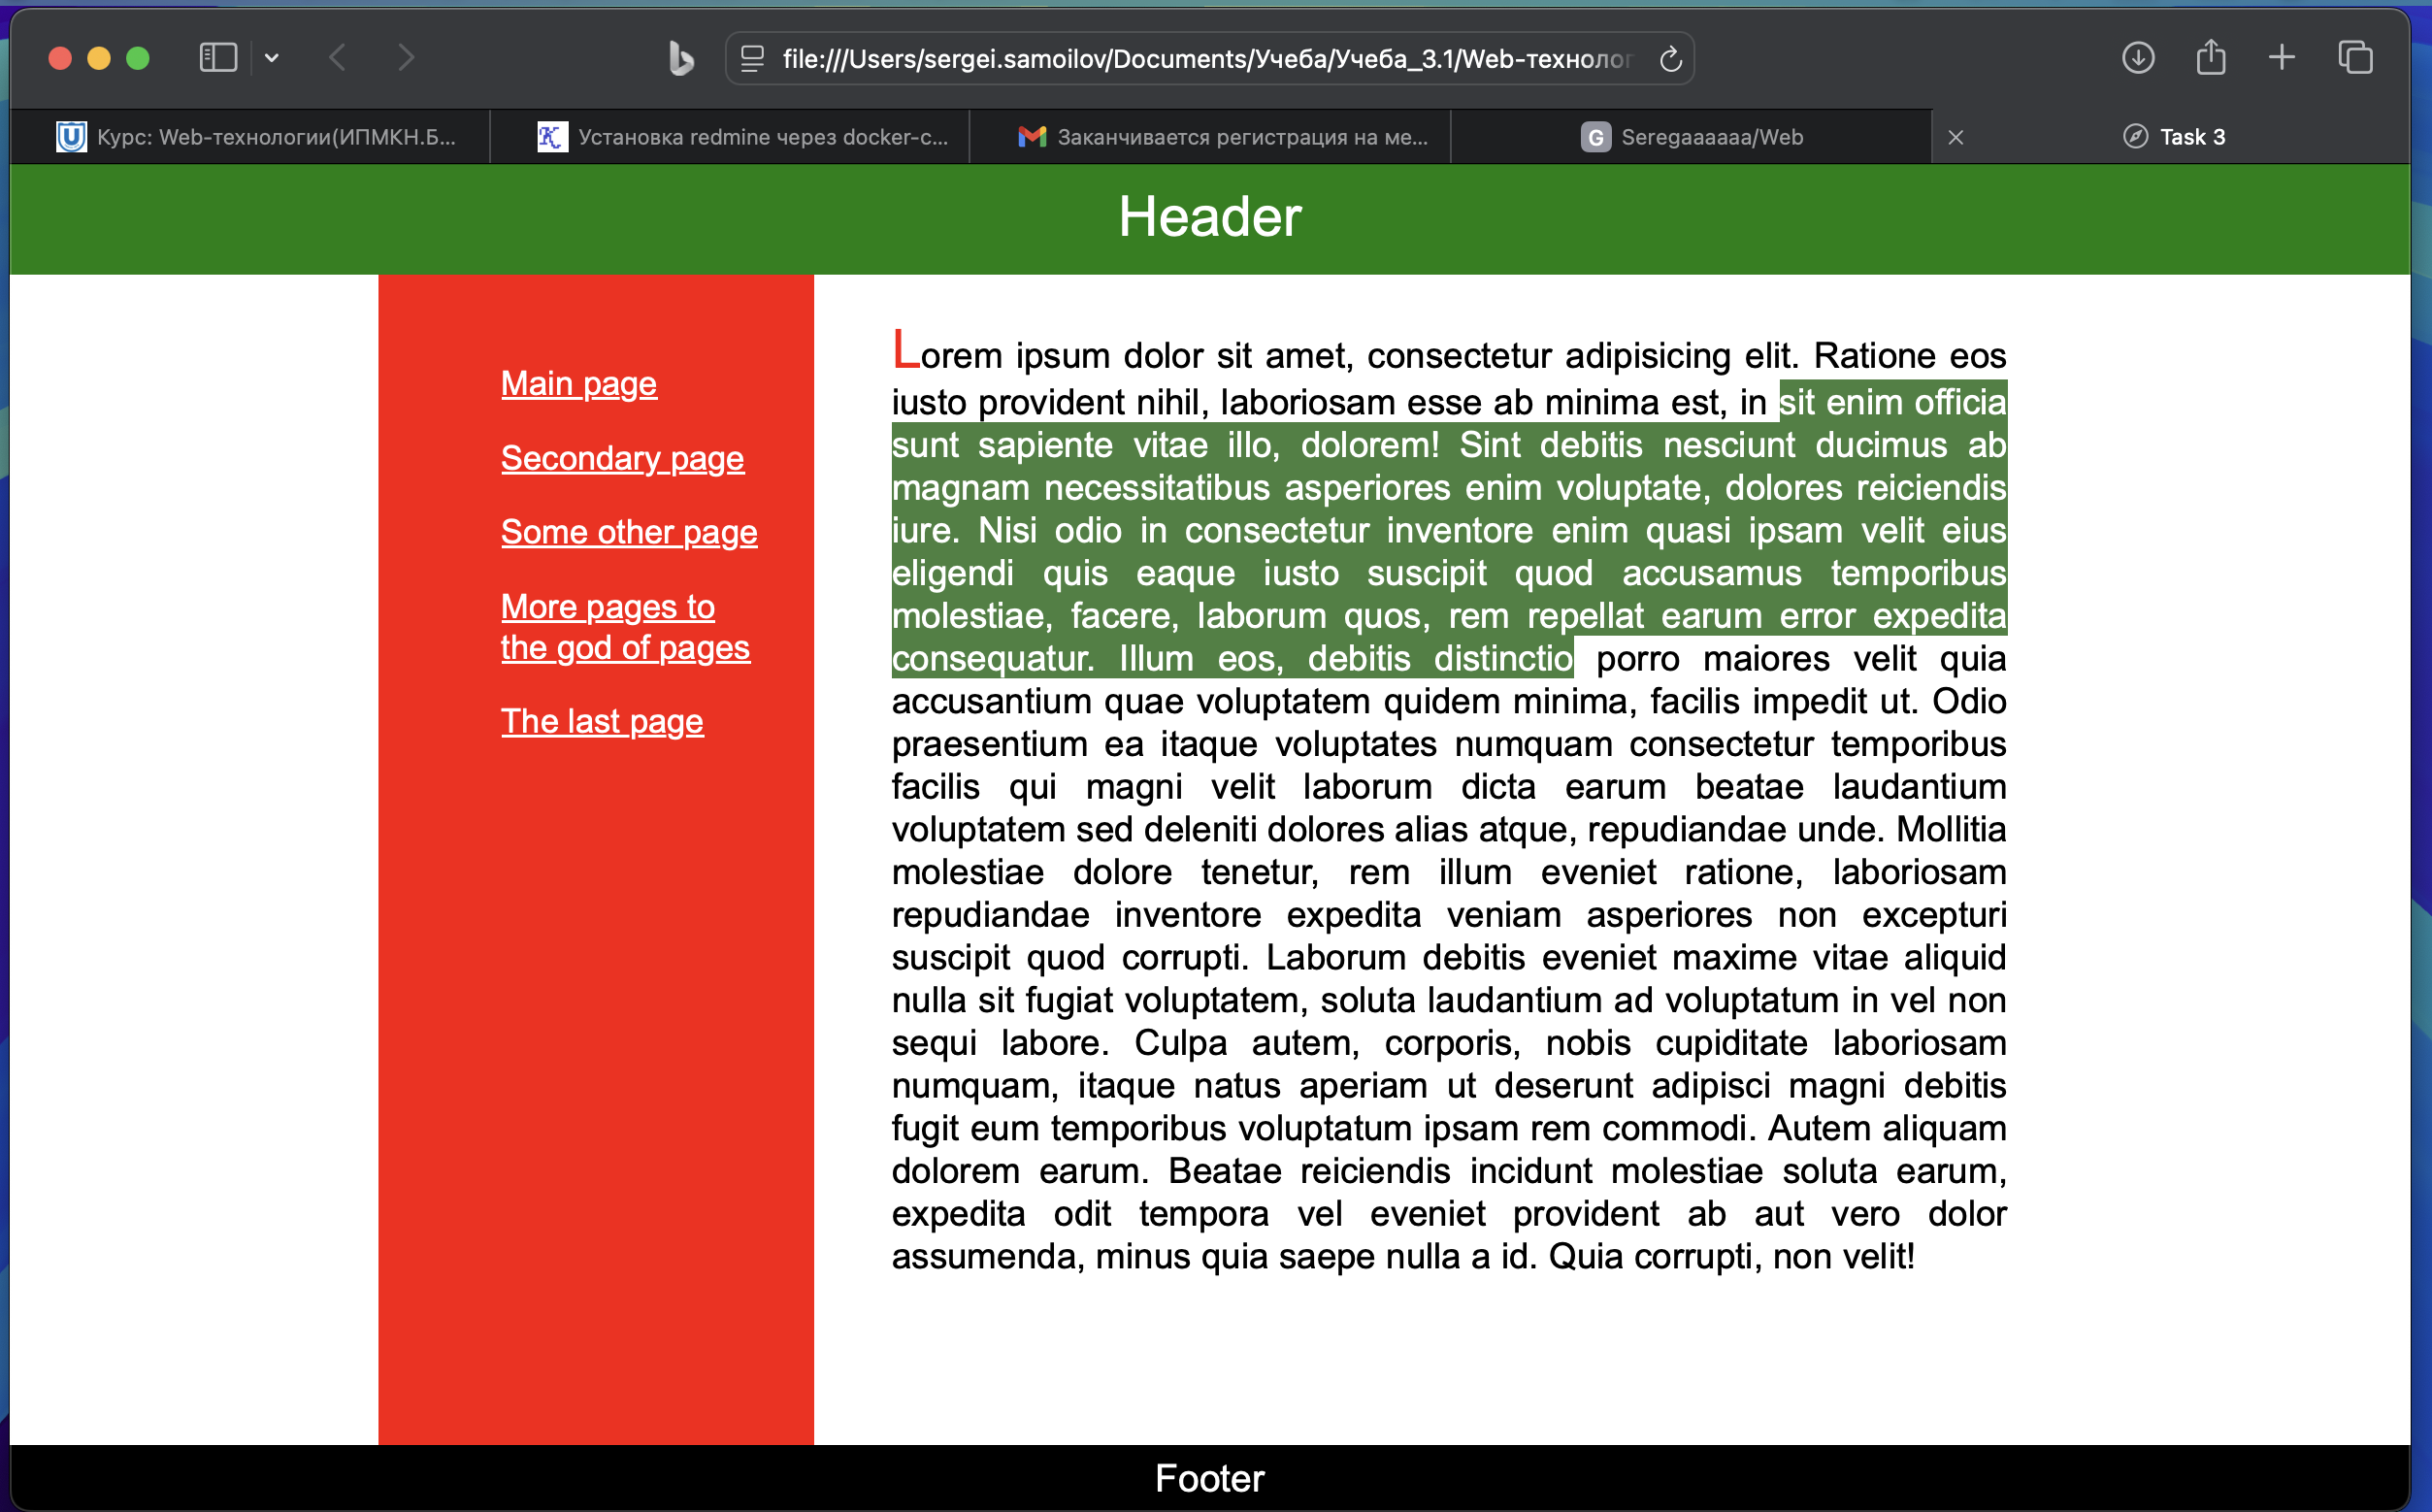 file:///Users/sergei.samoilov/Documents/Учеба/Учеба_3.1/Web-технолог
Курс: Web-технологии(ИПМКН.Б...
Установка redmine через docker-c...
Заканчивается регистрация на ме...
G Seregaaaaaa/Web
Task 3
Header
Main page
Secondary page
Some other page
More pages to
the god of pages
The last page
Lorem ipsum dolor sit amet, consectetur adipisicing elit. Ratione eos
iusto provident nihil, laboriosam esse ab minima est, in sit enim officia
sunt sapiente vitae illo, dolorem! Sint debitis nesciunt ducimus ab
magnam necessitatibus asperiores enim voluptate, dolores reiciendis
iure. Nisi odio in consectetur inventore enim quasi ipsam velit eius
eligendi quis eaque iusto suscipit quod accusamus temporibus
molestiae, facere, laborum quos, rem repellat earum error expedita
consequatur. Illum eos, debitis distinctio porro maiores velit quia
accusantium quae voluptatem quidem minima, facilis impedit ut. Odio
praesentium ea itaque voluptates numquam consectetur temporibus
facilis qui magni velit laborum dicta earum beatae laudantium
voluptatem sed deleniti dolores alias atque, repudiandae unde. Mollitia
molestiae dolore tenetur, rem illum eveniet ratione, laboriosam
repudiandae inventore expedita veniam asperiores non excepturi
suscipit quod corrupti. Laborum debitis eveniet maxime vitae aliquid
nulla sit fugiat voluptatem, soluta laudantium ad voluptatum in vel non
sequi labore. Culpa autem, corporis, nobis cupiditate laboriosam
numquam, itaque natus aperiam ut deserunt adipisci magni debitis
fugit eum temporibus voluptatum ipsam rem commodi. Autem aliquam
dolorem earum. Beatae reiciendis incidunt molestiae soluta earum,
expedita odit tempora vel eveniet provident ab aut vero dolor
assumenda, minus quia saepe nulla a id. Quia corrupti, non velit!
Footer